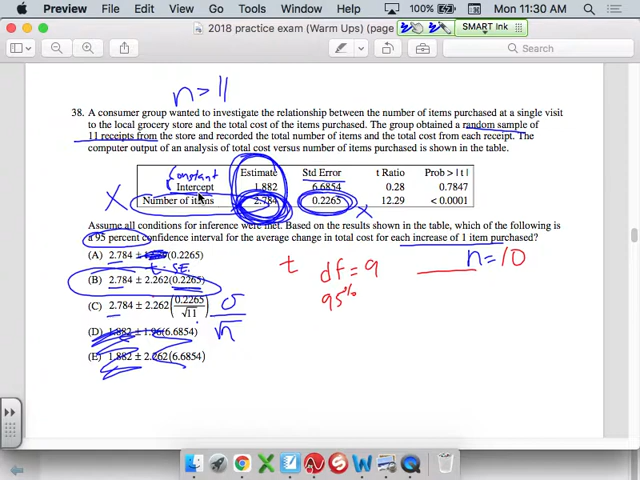 Preview File Edit View Go Tools Window Help 100% Mon 11:30 AM
2018 practice exam (Warm Ups)
SMART Ink
Search
n > 11
38. A consumer group wanted to investigate the relationship between the number of items purchased at a single visit
to the local grocery store and the total cost of the items purchased. The group obtained a random sample of
11 receipts from the store and recorded the total number of items and the total cost from each receipt. The
computer output of an analysis of total cost versus number of items purchased is shown in the table.
Constant Estimate Std Error t Ratio Prob > | t |
Intercept 1.882 6.6854 0.28 0.7847
X Number of items 2.784 0.2265 X 12.29 < 0.0001
Assume all conditions for inference were met. Based on the results shown in the table, which of the following is
a 95 percent confidence interval for the average change in total cost for each increase of 1 item purchased?
(A) 2.784 ± (0.2265)
t · SE.
(B) 2.784 ± 2.262(0.2265)
(C) 2.784 ± 2.262(0.2265/√11)
(D) 1.882 ± 1.96(6.6854)
(E) 1.882 ± 2.262(6.6854)
σ
√n
t df = 9
95%
n = 10